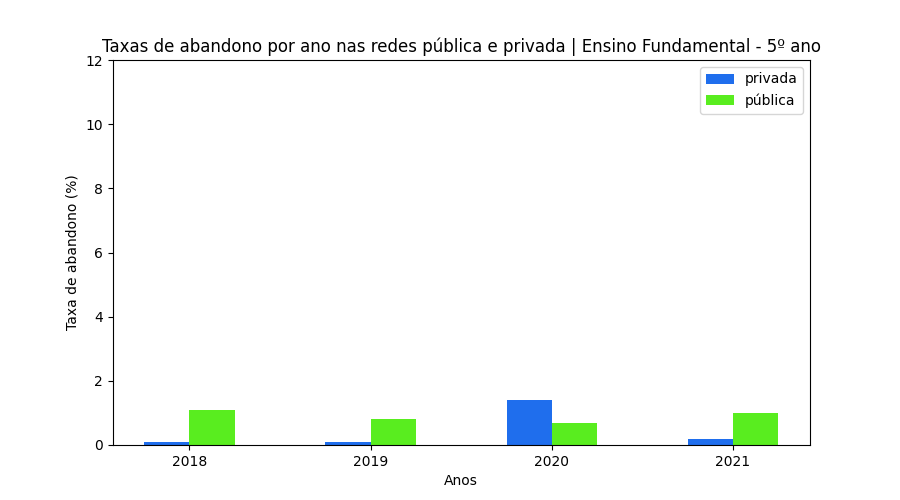 Taxas de abandono por ano nas redes pública e privada | Ensino Fundamental - 5º ano
privada
pública
Taxa de abandono (%)
12
10
8
6
4
2
0
2018
2019
2020
2021
Anos